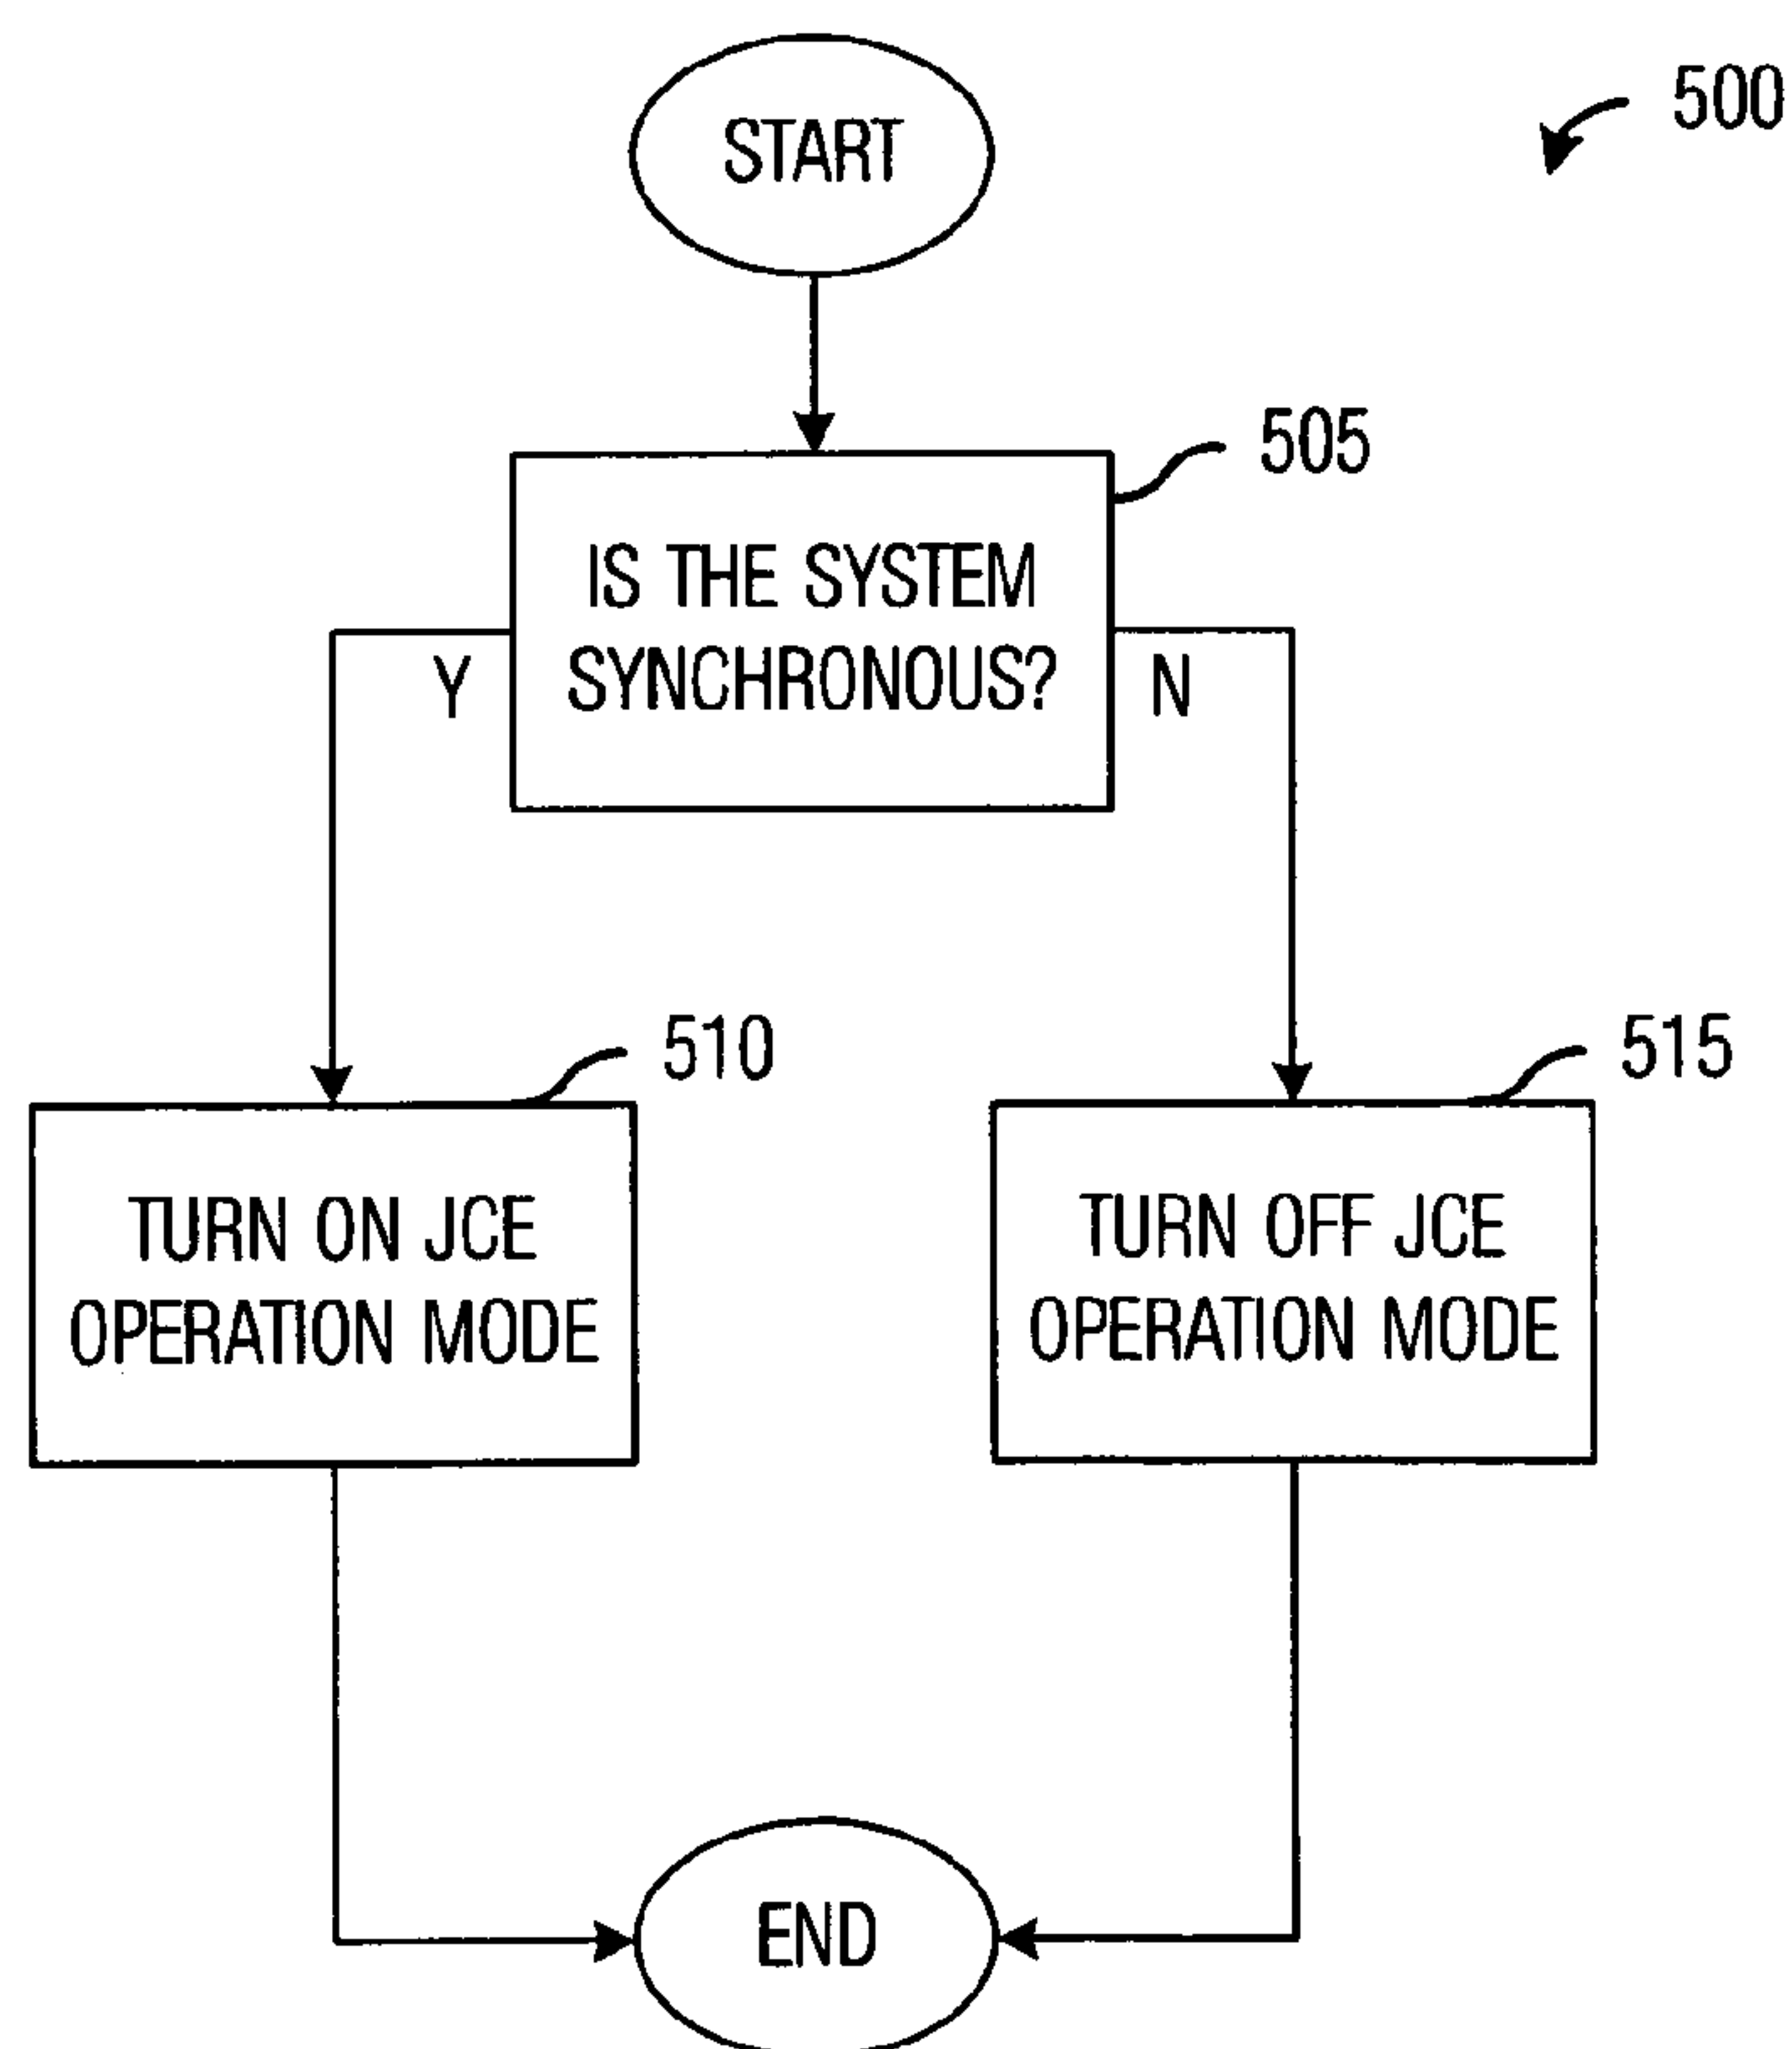 START
500
505
IS THE SYSTEM
SYNCHRONOUS?
Y
N
510
515
TURN ON JCE
OPERATION MODE
TURN OFF JCE
OPERATION MODE
END